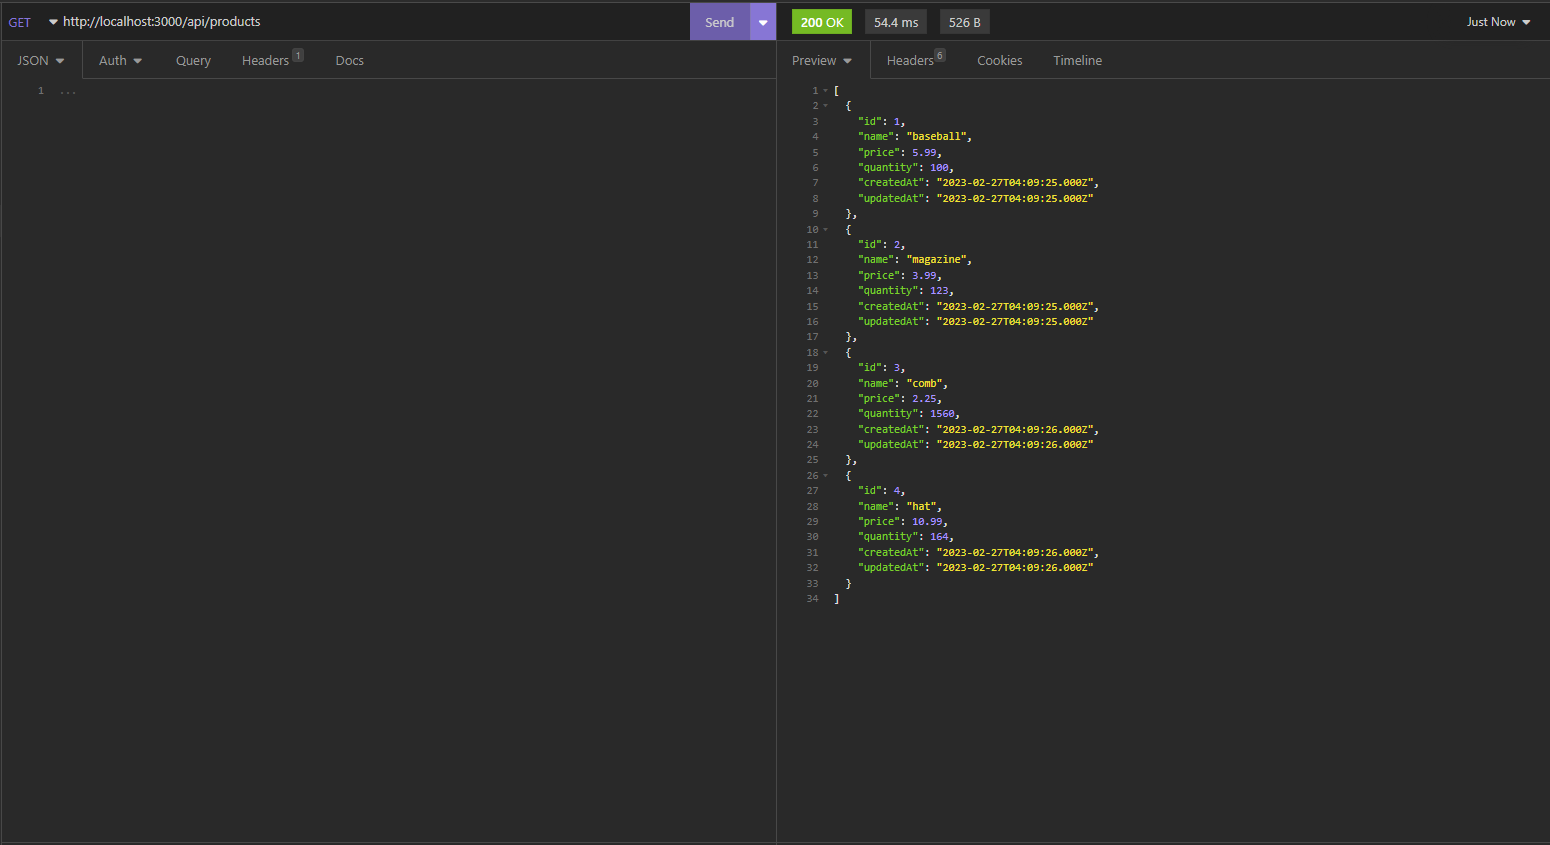 GET http://localhost:3000/api/products Send 200 OK 54.4 ms 526 B Just Now
JSON Auth Query Headers 1 Docs Preview Headers 6 Cookies Timeline
1 ...
1 [
2 {
3 "id": 1,
4 "name": "baseball",
5 "price": 5.99,
6 "quantity": 100,
7 "createdAt": "2023-02-27T04:09:25.000Z",
8 "updatedAt": "2023-02-27T04:09:25.000Z"
9 },
10 {
11 "id": 2,
12 "name": "magazine",
13 "price": 3.99,
14 "quantity": 123,
15 "createdAt": "2023-02-27T04:09:25.000Z",
16 "updatedAt": "2023-02-27T04:09:25.000Z"
17 },
18 {
19 "id": 3,
20 "name": "comb",
21 "price": 2.25,
22 "quantity": 1560,
23 "createdAt": "2023-02-27T04:09:26.000Z",
24 "updatedAt": "2023-02-27T04:09:26.000Z"
25 },
26 {
27 "id": 4,
28 "name": "hat",
29 "price": 10.99,
30 "quantity": 164,
31 "createdAt": "2023-02-27T04:09:26.000Z",
32 "updatedAt": "2023-02-27T04:09:26.000Z"
33 }
34 ]